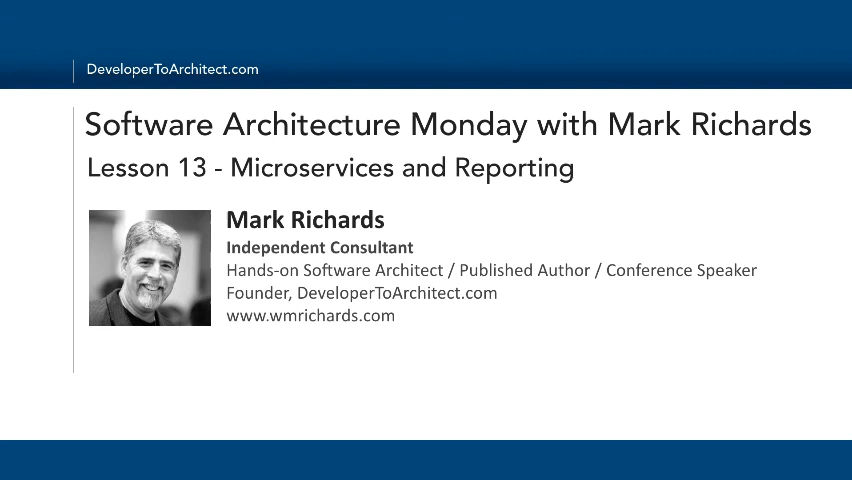 DeveloperToArchitect.com
Software Architecture Monday with Mark Richards
Lesson 13 - Microservices and Reporting
Mark Richards
Independent Consultant
Hands-on Software Architect / Published Author / Conference Speaker
Founder, DeveloperToArchitect.com
www.wmrichards.com